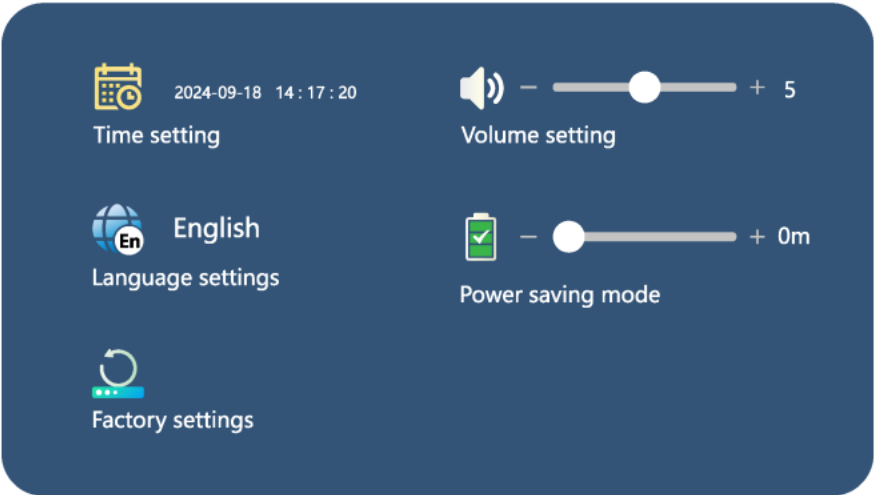 2024-09-18 14 : 17 : 20
Time setting
5
Volume setting
En
English
Language settings
0m
Power saving mode
Factory settings